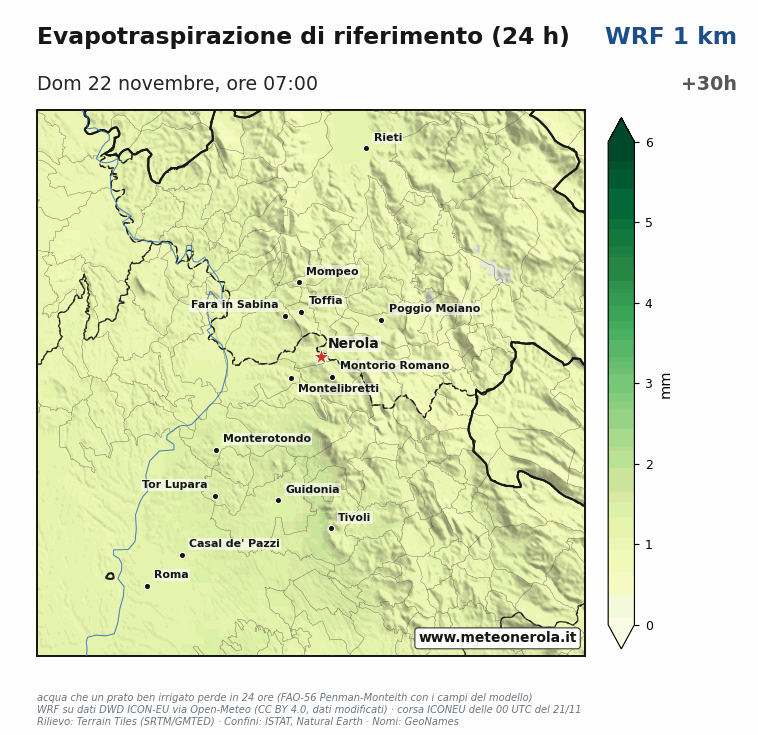 Evapotraspirazione di riferimento (24 h)
WRF 1 km
Dom 22 novembre, ore 07:00
+30h
Rieti
Mompeo
Fara in Sabina
Toffia
Poggio Moiano
Nerola
Montorio Romano
Montelibretti
Monterotondo
Tor Lupara
Guidonia
Tivoli
Casal de' Pazzi
Roma
www.meteonerola.it
6
5
4
3
2
1
0
mm
acqua che un prato ben irrigato perde in 24 ore (FAO-56 Penman-Monteith con i campi del modello)
WRF su dati DWD ICON-EU via Open-Meteo (CC BY 4.0, dati modificati) · corsa ICONEU delle 00 UTC del 21/11
Rilievo: Terrain Tiles (SRTM/GMTED) · Confini: ISTAT, Natural Earth · Nomi: GeoNames